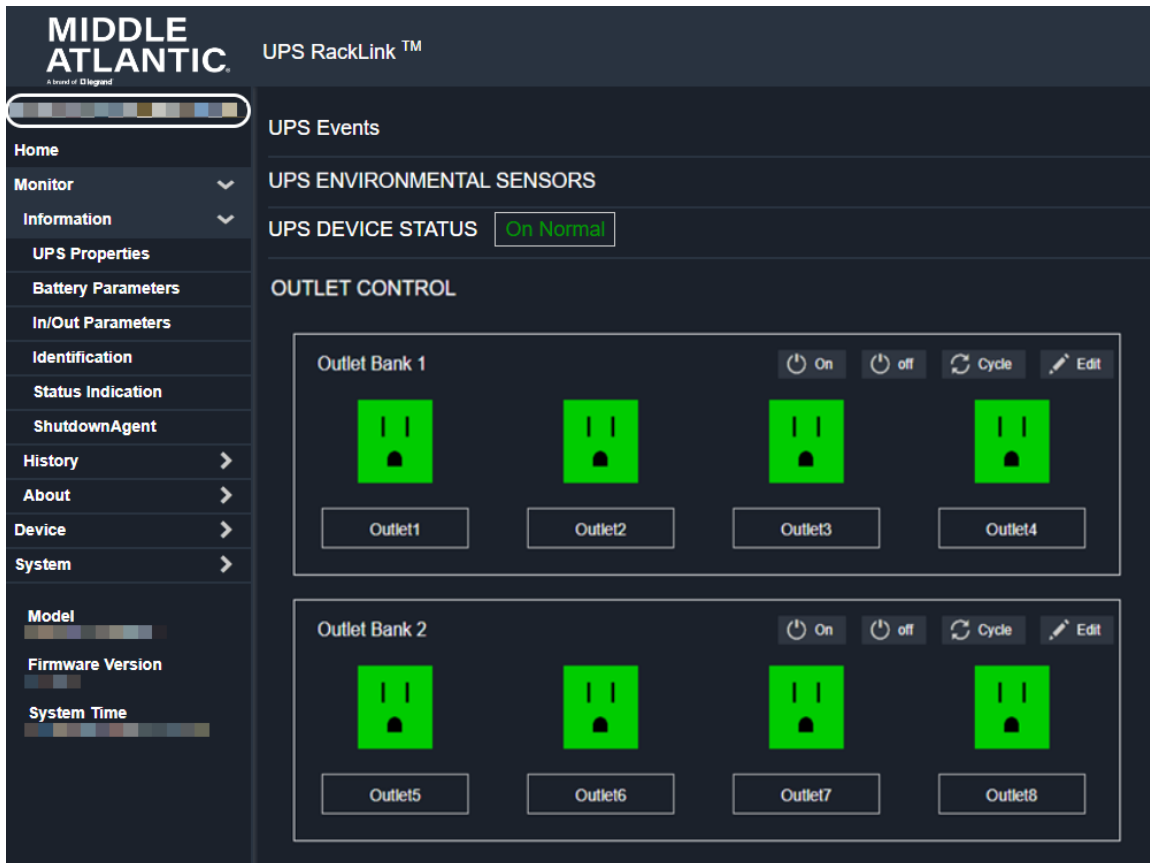 MIDDLE
ATLANTIC.
A brand of legrand
UPS RackLink ™
Home
Monitor
Information
UPS Properties
Battery Parameters
In/Out Parameters
Identification
Status Indication
ShutdownAgent
History
About
Device
System
Model
Firmware Version
System Time
UPS Events
UPS ENVIRONMENTAL SENSORS
UPS DEVICE STATUS On Normal
OUTLET CONTROL
Outlet Bank 1 On off Cycle Edit
Outlet1 Outlet2 Outlet3 Outlet4
Outlet Bank 2 On off Cycle Edit
Outlet5 Outlet6 Outlet7 Outlet8